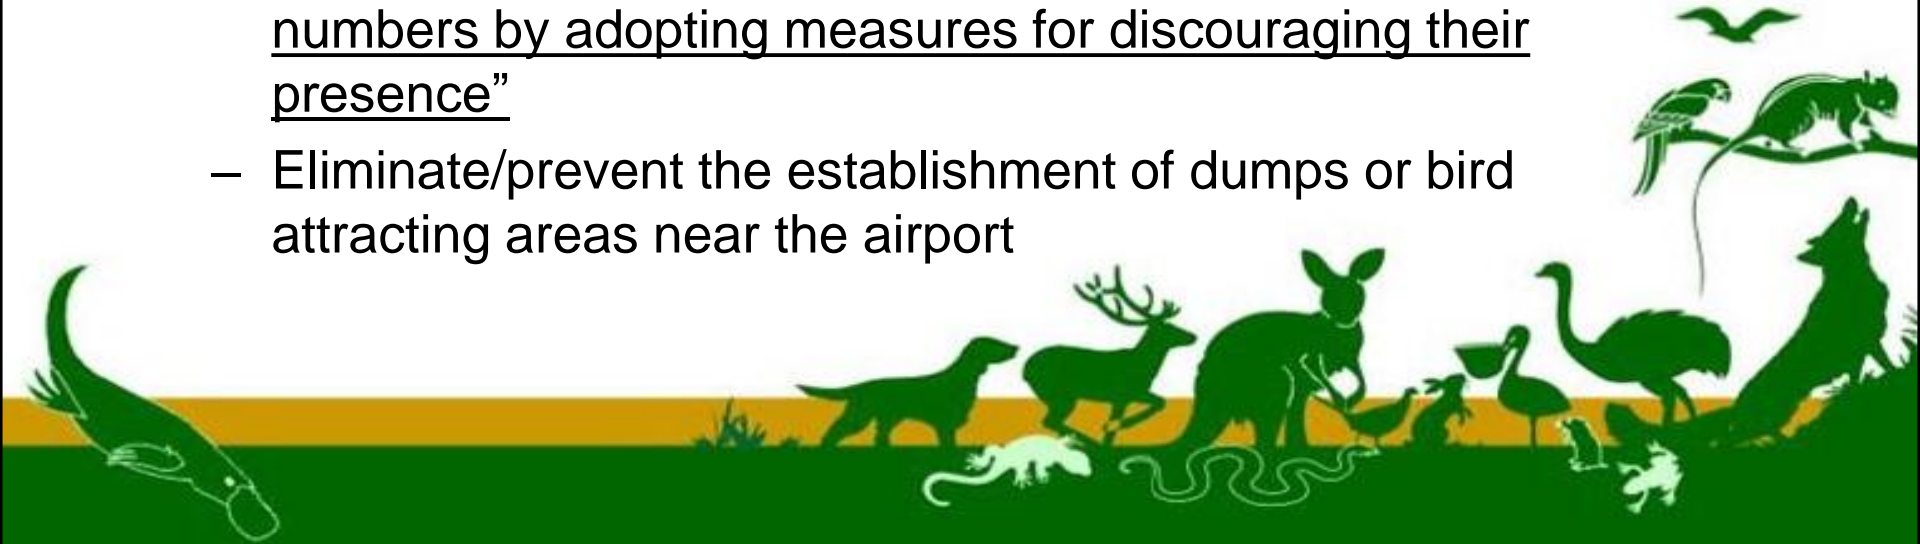 numbers by adopting measures for discouraging their
presence”
– Eliminate/prevent the establishment of dumps or bird
attracting areas near the airport